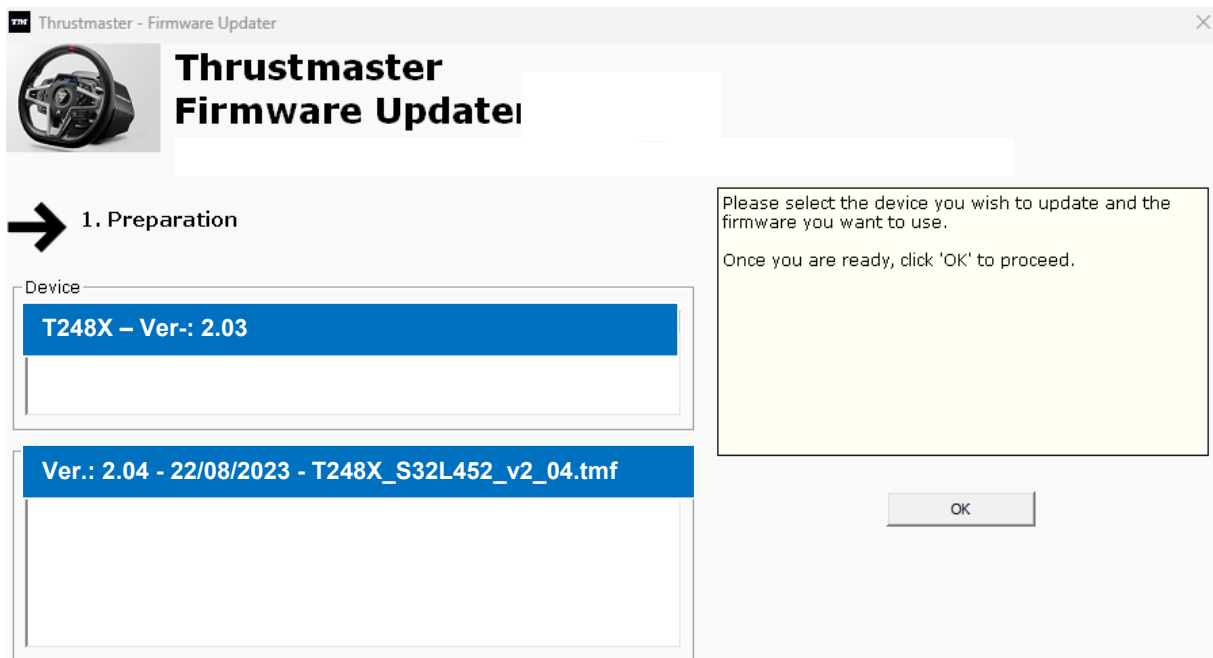 Thrustmaster - Firmware Updater
Thrustmaster
Firmware Updater
1. Preparation
Please select the device you wish to update and the
firmware you want to use.
Once you are ready, click 'OK' to proceed.
Device
T248X – Ver-: 2.03
Ver.: 2.04 - 22/08/2023 - T248X_S32L452_v2_04.tmf
OK